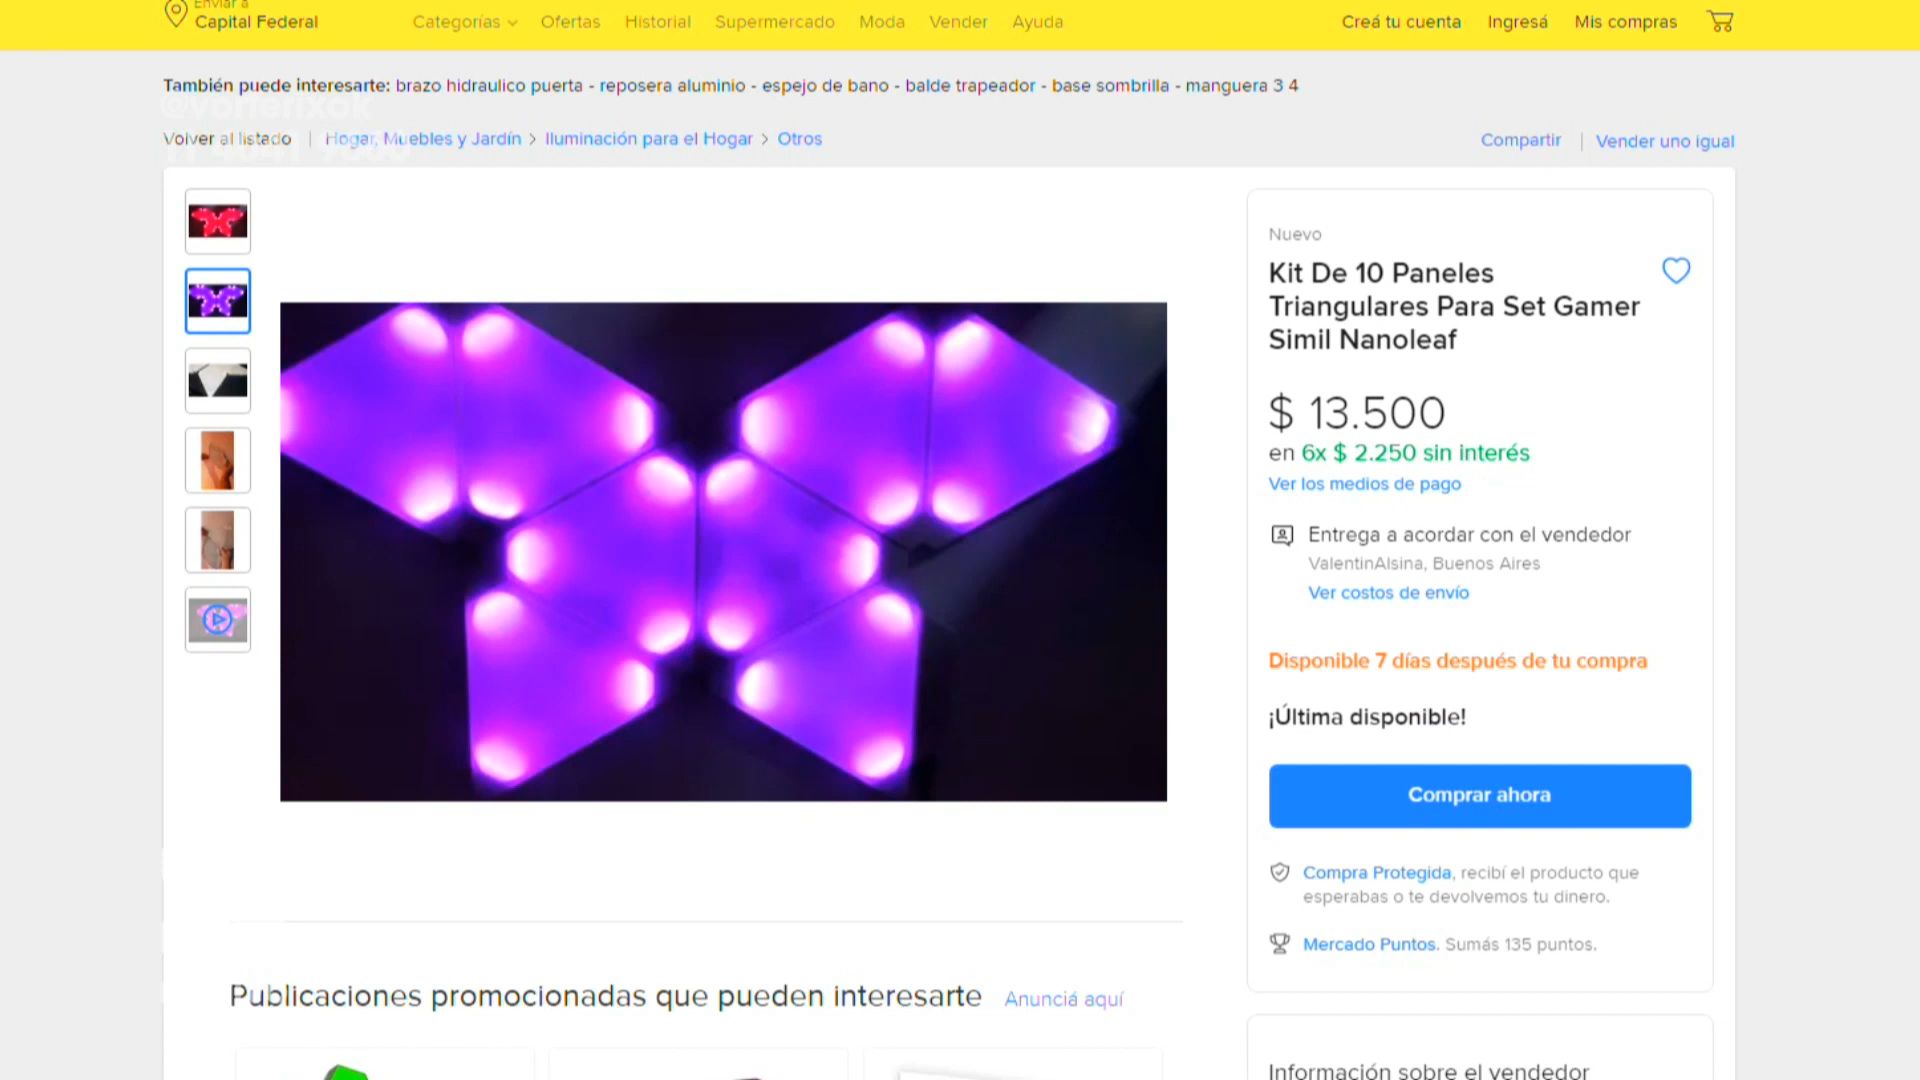 Enviar a
Capital Federal
Categorías
Ofertas
Historial
Supermercado
Moda
Vender
Ayuda
Creá tu cuenta
Ingresá
Mis compras
También puede interesarte: brazo hidraulico puerta - reposera aluminio - espejo de bano - balde trapeador - base sombrilla - manguera 3 4
Volver al listado | Hogar, Muebles y Jardín > Iluminación para el Hogar > Otros
Compartir | Vender uno igual
Nuevo
Kit De 10 Paneles
Triangulares Para Set Gamer
Simil Nanoleaf
$ 13.500
en 6x $ 2.250 sin interés
Ver los medios de pago
Entrega a acordar con el vendedor
ValentinAlsina, Buenos Aires
Ver costos de envío
Disponible 7 días después de tu compra
¡Última disponible!
Comprar ahora
Compra Protegida, recibí el producto que
esperabas o te devolvemos tu dinero.
Mercado Puntos. Sumás 135 puntos.
Publicaciones promocionadas que pueden interesarte
Anunciá aquí
Información sobre el vendedor